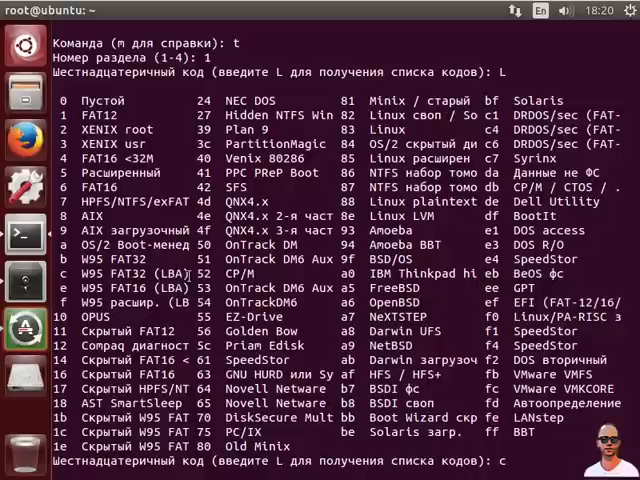 root@ubuntu: ~ En 18:20
Команда (m для справки): t
Номер раздела (1-4): 1
Шестнадцатеричный код (введите L для получения списка кодов): L
0 Пустой 24 NEC DOS 81 Minix / старый bf Solaris
1 FAT12 27 Hidden NTFS Win 82 Linux своп / So c1 DRDOS/sec (FAT-
2 XENIX root 39 Plan 9 83 Linux c4 DRDOS/sec (FAT-
3 XENIX usr 3c PartitionMagic 84 OS/2 скрытый ди c6 DRDOS/sec (FAT-
4 FAT16 <32M 40 Venix 80286 85 Linux расширен c7 Syrinx
5 Расширенный 41 PPC PReP Boot 86 NTFS набор томо da Данные не ФС
6 FAT16 42 SFS 87 NTFS набор томо db CP/M / CTOS / .
7 HPFS/NTFS/exFAT 4d QNX4.x 88 Linux plaintext de Dell Utility
8 AIX 4e QNX4.x 2-я част 8e Linux LVM df BootIt
9 AIX загрузочный 4f QNX4.x 3-я част 93 Amoeba e1 DOS access
a OS/2 Boot-менед 50 OnTrack DM 94 Amoeba BBT e3 DOS R/O
b W95 FAT32 51 OnTrack DM6 Aux 9f BSD/OS e4 SpeedStor
c W95 FAT32 (LBA) 52 CP/M a0 IBM Thinkpad hi eb BeOS фс
e W95 FAT16 (LBA) 53 OnTrack DM6 Aux a5 FreeBSD ee GPT
f W95 расшир. (LB 54 OnTrackDM6 a6 OpenBSD ef EFI (FAT-12/16/
10 OPUS 55 EZ-Drive a7 NeXTSTEP f0 Linux/PA-RISC з
11 Скрытый FAT12 56 Golden Bow a8 Darwin UFS f1 SpeedStor
12 Compaq диагност 5c Priam Edisk a9 NetBSD f4 SpeedStor
14 Скрытый FAT16 < 61 SpeedStor ab Darwin загрузоч f2 DOS вторичный
16 Скрытый FAT16 63 GNU HURD или Sy af HFS / HFS+ fb VMware VMFS
17 Скрытый HPFS/NT 64 Novell Netware b7 BSDI фс fc VMware VMKCORE
18 AST SmartSleep 65 Novell Netware b8 BSDI своп fd Автоопределение
1b Скрытый W95 FAT 70 DiskSecure Mult bb Boot Wizard скр fe LANstep
1c Скрытый W95 FAT 75 PC/IX be Solaris загр. ff BBT
1e Скрытый W95 FAT 80 Old Minix
Шестнадцатеричный код (введите L для получения списка кодов): c